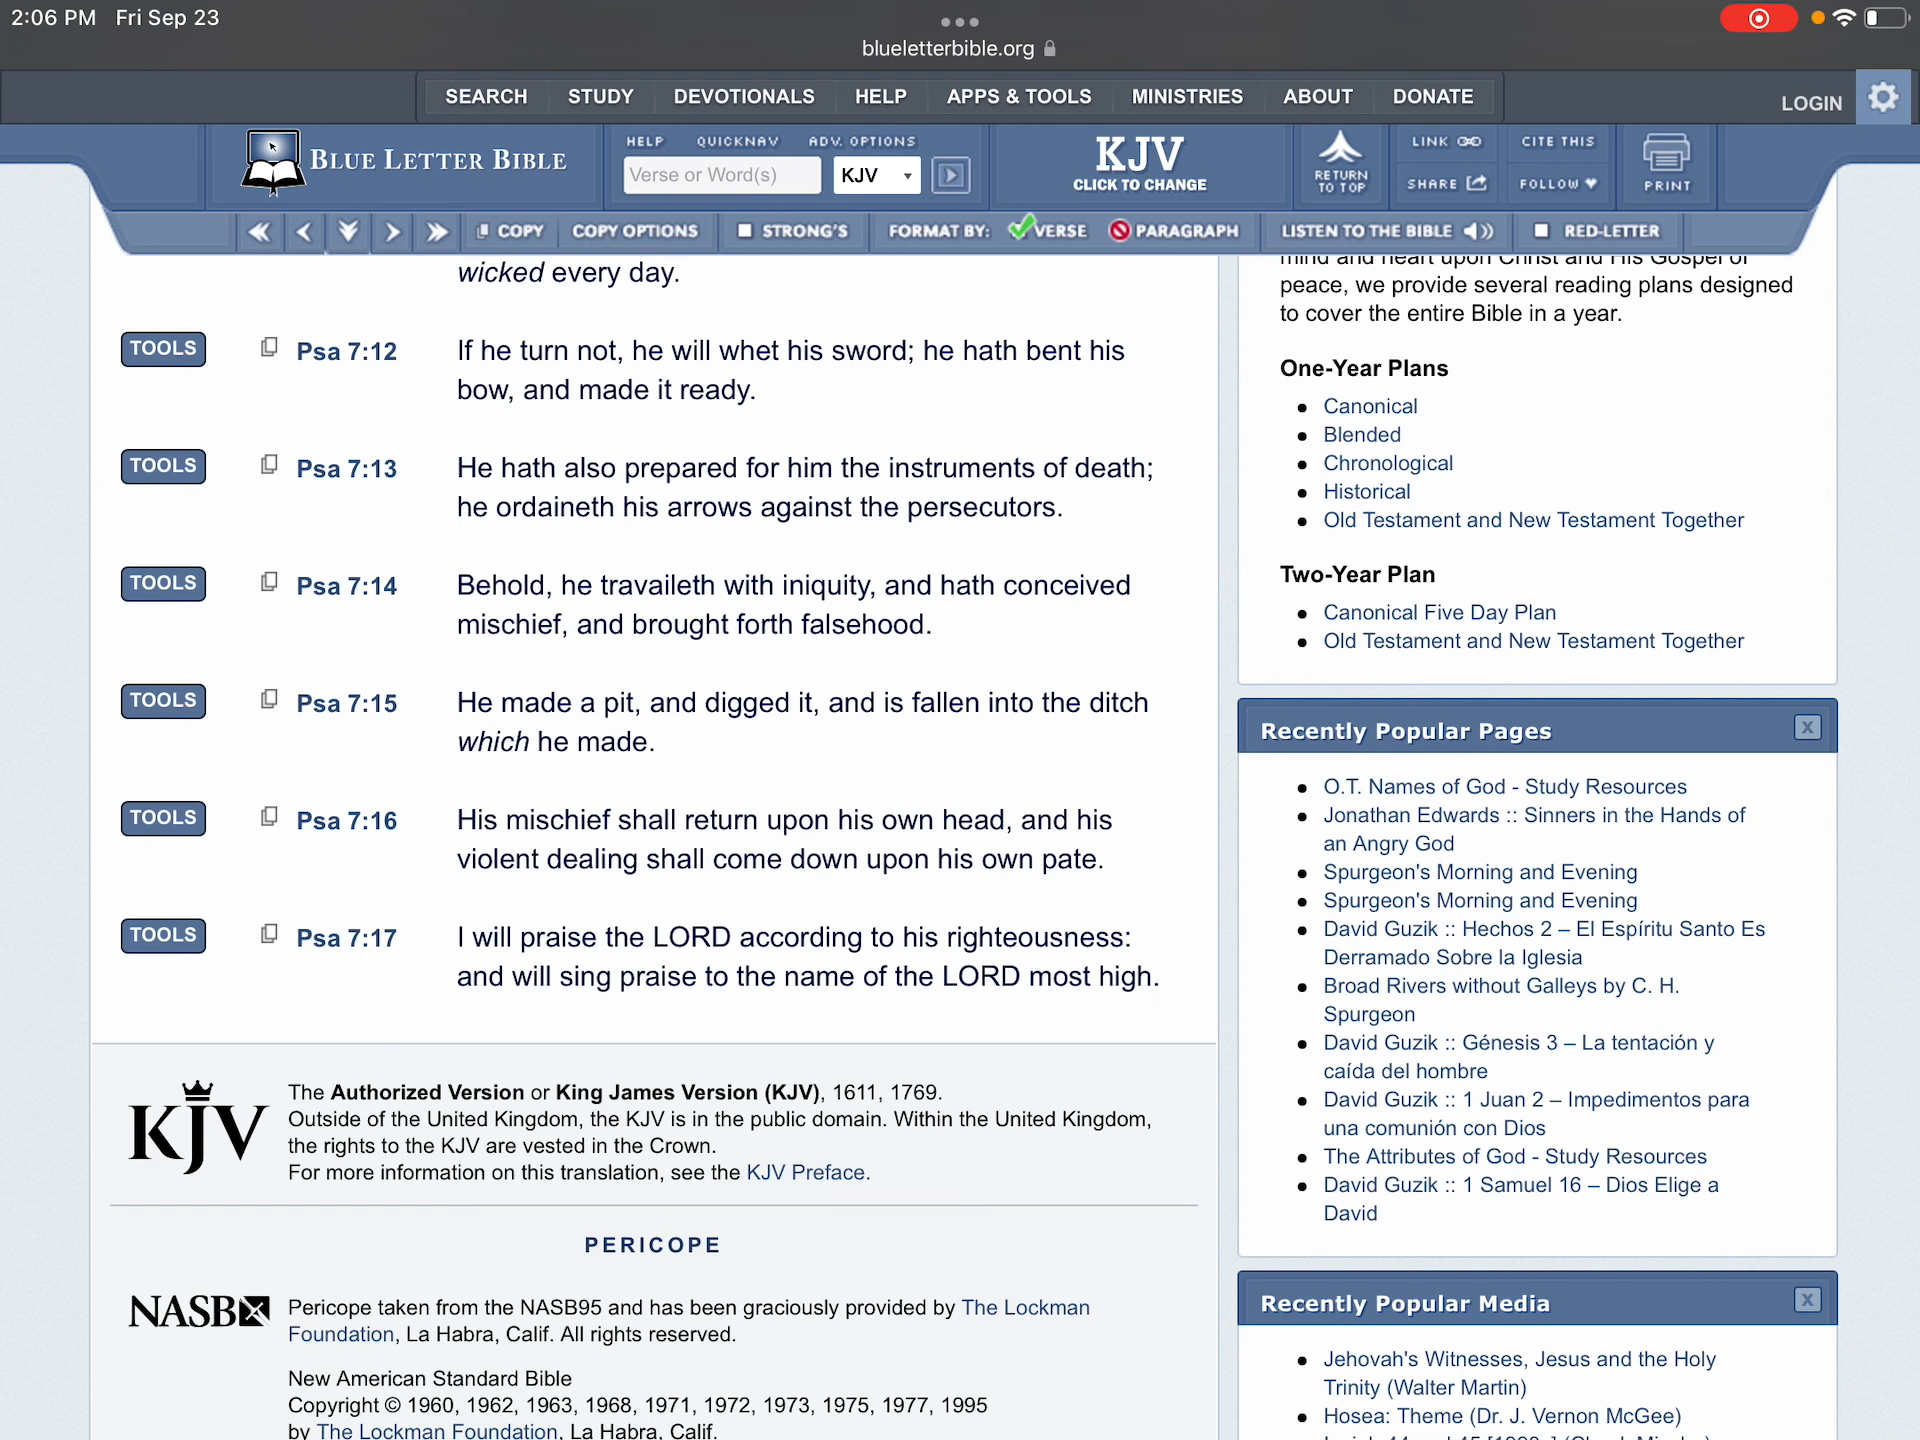 2:06 PM Fri Sep 23
blueletterbible.org
SEARCH STUDY DEVOTIONALS HELP APPS & TOOLS MINISTRIES ABOUT DONATE LOGIN
BLUE LETTER BIBLE
HELP QUICKNAV ADV. OPTIONS
Verse or Word(s) KJV
KJV
CLICK TO CHANGE
RETURN
TO TOP
LINK CITE THIS
SHARE FOLLOW
PRINT
COPY COPY OPTIONS STRONG'S FORMAT BY: VERSE PARAGRAPH LISTEN TO THE BIBLE RED-LETTER
wicked every day.
TOOLS Psa 7:12 If he turn not, he will whet his sword; he hath bent his
bow, and made it ready.
TOOLS Psa 7:13 He hath also prepared for him the instruments of death;
he ordaineth his arrows against the persecutors.
TOOLS Psa 7:14 Behold, he travaileth with iniquity, and hath conceived
mischief, and brought forth falsehood.
TOOLS Psa 7:15 He made a pit, and digged it, and is fallen into the ditch
which he made.
TOOLS Psa 7:16 His mischief shall return upon his own head, and his
violent dealing shall come down upon his own pate.
TOOLS Psa 7:17 I will praise the LORD according to his righteousness:
and will sing praise to the name of the LORD most high.
KJV
The Authorized Version or King James Version (KJV), 1611, 1769.
Outside of the United Kingdom, the KJV is in the public domain. Within the United Kingdom,
the rights to the KJV are vested in the Crown.
For more information on this translation, see the KJV Preface.
PERICOPE
NASB
Pericope taken from the NASB95 and has been graciously provided by The Lockman
Foundation, La Habra, Calif. All rights reserved.
New American Standard Bible
Copyright © 1960, 1962, 1963, 1968, 1971, 1972, 1973, 1975, 1977, 1995
by The Lockman Foundation, La Habra, Calif.
mind and heart upon Christ and His Gospel of
peace, we provide several reading plans designed
to cover the entire Bible in a year.
One-Year Plans
Canonical
Blended
Chronological
Historical
Old Testament and New Testament Together
Two-Year Plan
Canonical Five Day Plan
Old Testament and New Testament Together
Recently Popular Pages X
O.T. Names of God - Study Resources
Jonathan Edwards :: Sinners in the Hands of
an Angry God
Spurgeon's Morning and Evening
Spurgeon's Morning and Evening
David Guzik :: Hechos 2 – El Espíritu Santo Es
Derramado Sobre la Iglesia
Broad Rivers without Galleys by C. H.
Spurgeon
David Guzik :: Génesis 3 – La tentación y
caída del hombre
David Guzik :: 1 Juan 2 – Impedimentos para
una comunión con Dios
The Attributes of God - Study Resources
David Guzik :: 1 Samuel 16 – Dios Elige a
David
Recently Popular Media X
Jehovah's Witnesses, Jesus and the Holy
Trinity (Walter Martin)
Hosea: Theme (Dr. J. Vernon McGee)